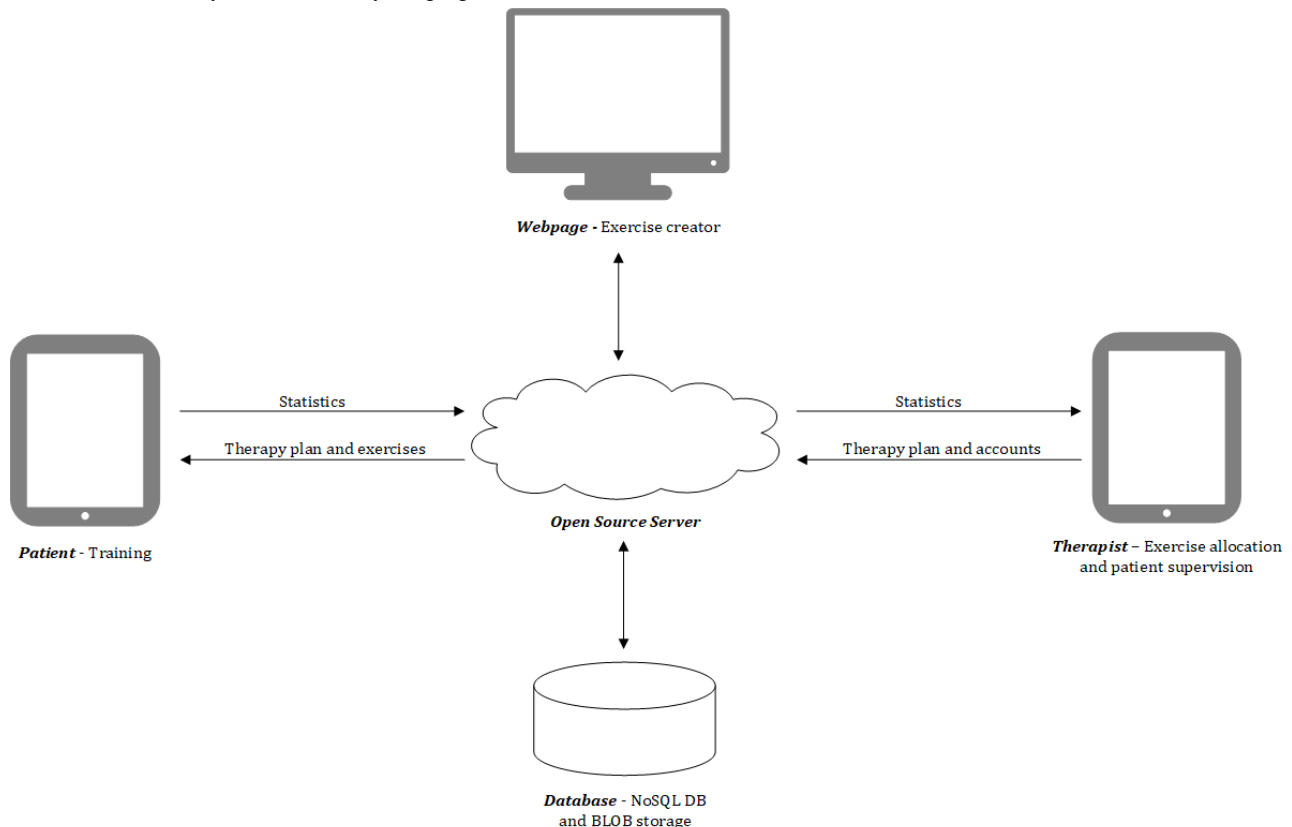 Webpage - Exercise creator
Statistics
Statistics
Therapy plan and exercises
Therapy plan and accounts
Open Source Server
Patient - Training
Therapist – Exercise allocation
and patient supervision
Database - NoSQL DB
and BLOB storage